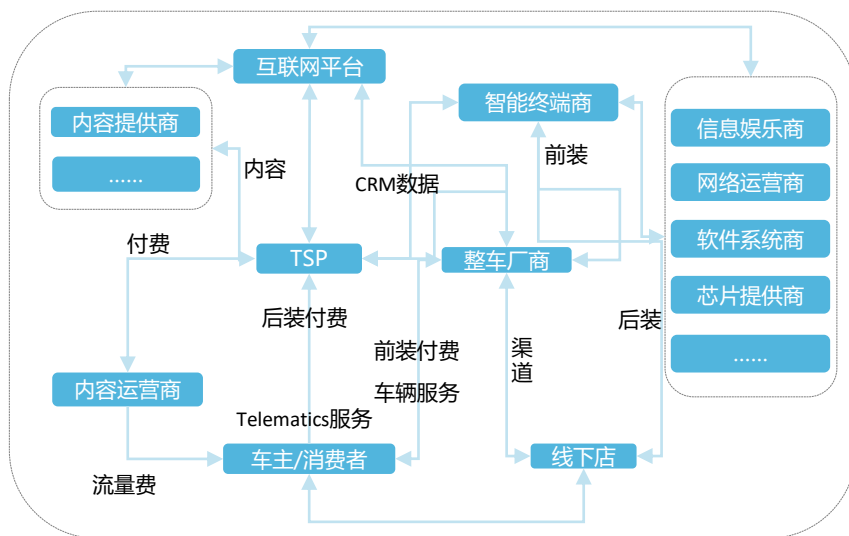 互联网平台
智能终端商
内容提供商
……
信息娱乐商
网络运营商
软件系统商
芯片提供商
……
前装
内容
CRM数据
付费
TSP
整车厂商
后装付费
前装付费
车辆服务
渠道
后装
内容运营商
Telematics服务
车主/消费者
线下店
流量费